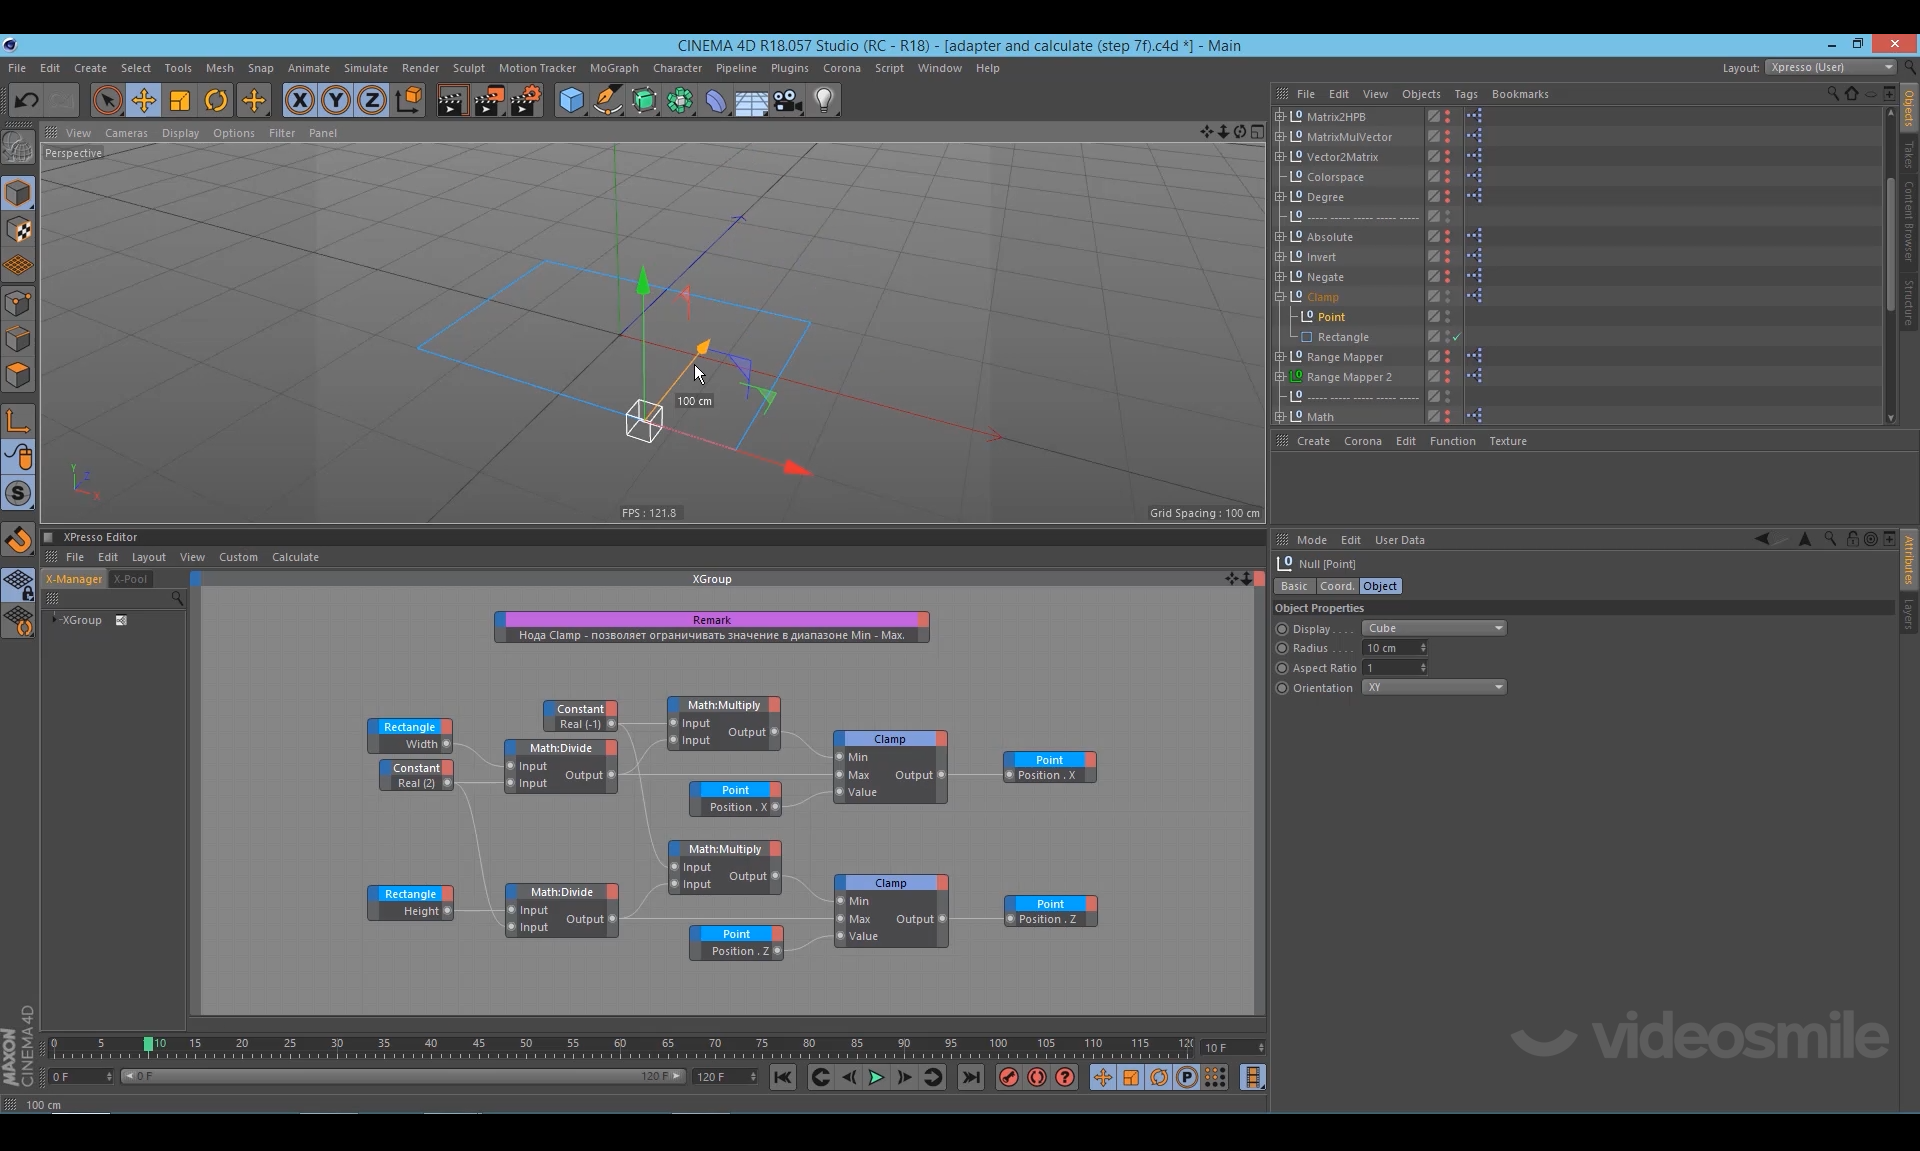 CINEMA 4D R18.057 Studio (RC - R18) - [adapter and calculate (step 7f).c4d *] - Main
File Edit Create Select Tools Mesh Snap Animate Simulate Render Sculpt Motion Tracker MoGraph Character Pipeline Plugins Corona Script Window Help
Layout: Xpresso (User)
X Y Z
View Cameras Display Options Filter Panel
Perspective
100 cm
Y
Z
X
FPS : 121.8
Grid Spacing : 100 cm
File Edit View Objects Tags Bookmarks
Matrix2HPB
MatrixMulVector
Vector2Matrix
Colorspace
Degree
----- ----- ----- ----- -----
Absolute
Invert
Negate
Clamp
Point
Rectangle
Range Mapper
Range Mapper 2
----- ----- ----- ----- -----
Math
Objects
Takes
Content Browser
Structure
Create Corona Edit Function Texture
XPresso Editor
File Edit Layout View Custom Calculate
X-Manager X-Pool
XGroup
XGroup
Remark
Нода Clamp - позволяет ограничивать значение в диапазоне Min - Max.
Rectangle
Width
Constant
Real (2)
Constant
Real (-1)
Math:Divide
Input
Output
Input
Math:Multiply
Input
Output
Input
Point
Position . X
Clamp
Min
Max Output
Value
Point
Position . X
Rectangle
Height
Math:Divide
Input
Output
Input
Math:Multiply
Input
Output
Input
Point
Position . Z
Clamp
Min
Max Output
Value
Point
Position . Z
Mode Edit User Data
Null [Point]
Basic Coord. Object
Object Properties
Display . . . . Cube
Radius . . . . 10 cm
Aspect Ratio 1
Orientation XY
Attributes
Layers
0 5 10 15 20 25 30 35 40 45 50 55 60 65 70 75 80 85 90 95 100 105 110 115 120
10 F
0 F
0 F
120 F
120 F
100 cm
MAXON
CINEMA 4D
videosmile